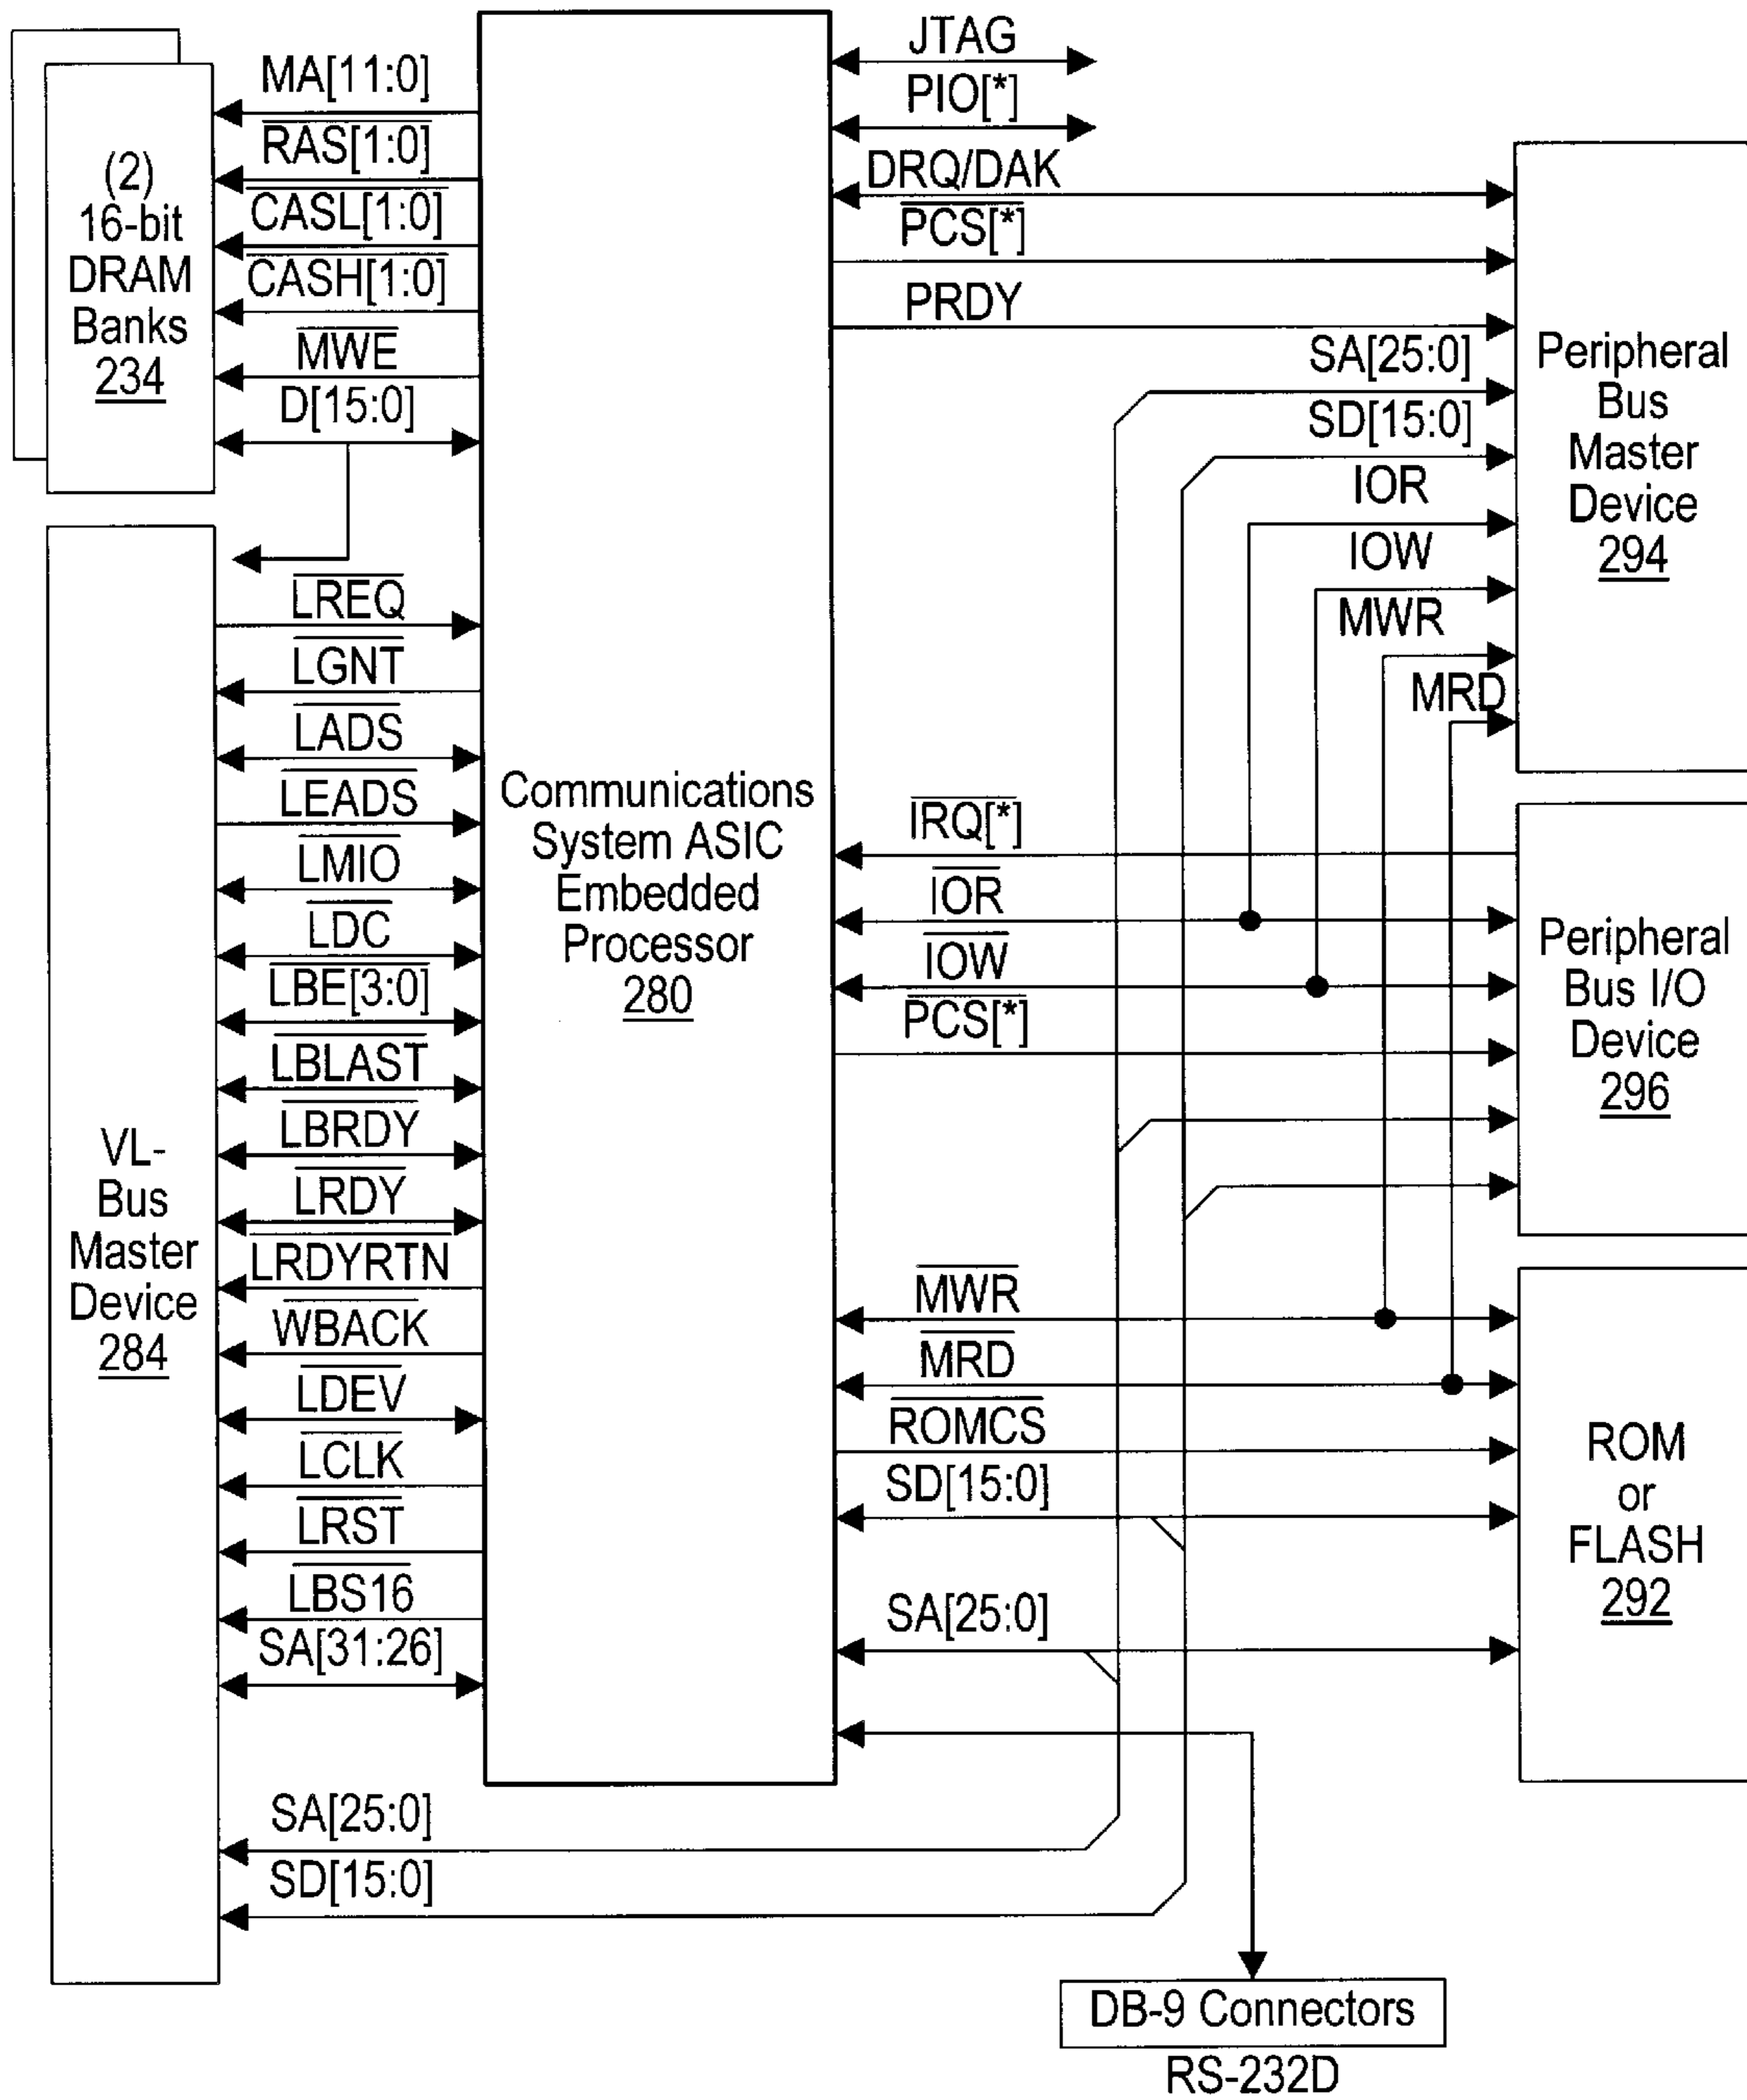 MA[11:0]
RAS[1:0]
CASL[1:0]
CASH[1:0]
MWE
D[15:0]
(2)
16-bit
DRAM
Banks
234
LREQ
LGNT
LADS
LEADS
LMIO
LDC
LBE[3:0]
LBLAST
LBRDY
LRDY
LRDYRTN
WBACK
LDEV
LCLK
LRST
LBS16
SA[31:26]
SA[25:0]
SD[15:0]
VL-
Bus
Master
Device
284
Communications
System ASIC
Embedded
Processor
280
JTAG
PIO[*]
DRQ/DAK
PCS[*]
PRDY
SA[25:0]
SD[15:0]
IOR
IOW
MWR
MRD
Peripheral
Bus
Master
Device
294
IRQ[*]
IOR
IOW
PCS[*]
Peripheral
Bus I/O
Device
296
MWR
MRD
ROMCS
SD[15:0]
SA[25:0]
ROM
or
FLASH
292
DB-9 Connectors
RS-232D